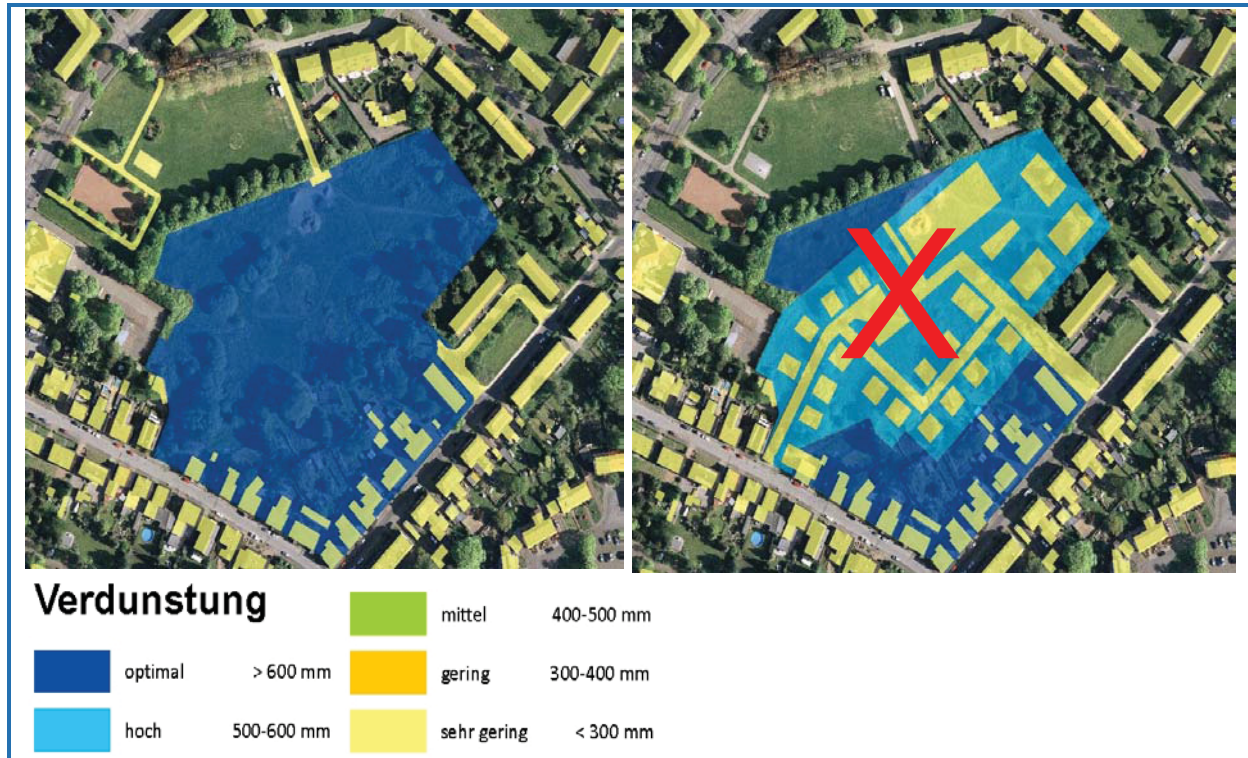 Verdunstung
optimal > 600 mm
hoch 500-600 mm
mittel 400-500 mm
gering 300-400 mm
sehr gering < 300 mm